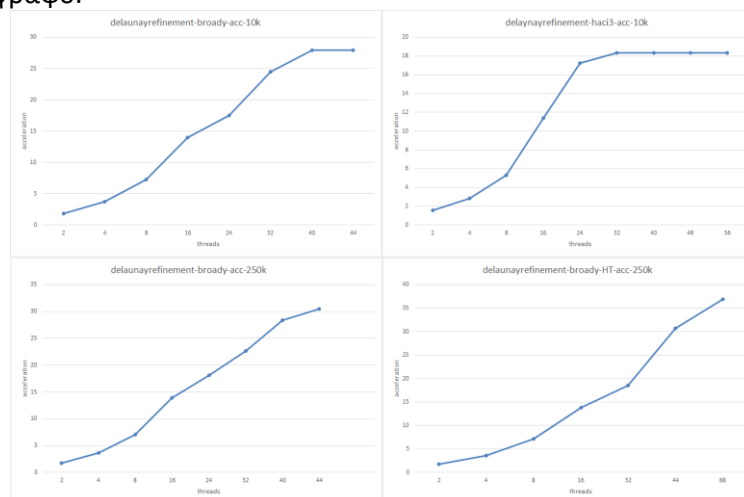 γράφο.
delaunayrefinement-broady-acc-10k
30
25
20
15
10
5
0
acceleration
2 4 8 16 24 32 40 44
threads
delaynayrefinement-haci3-acc-10k
20
18
16
14
12
10
8
6
4
2
0
acceleration
2 4 8 16 24 32 40 48 56
threads
delaunayrefinement-broady-acc-250k
35
30
25
20
15
10
5
0
acceleration
2 4 8 16 24 32 40 44
threads
delaunayrefinement-broady-HT-acc-250k
40
35
30
25
20
15
10
5
0
acceleration
2 4 8 16 32 44 88
threads